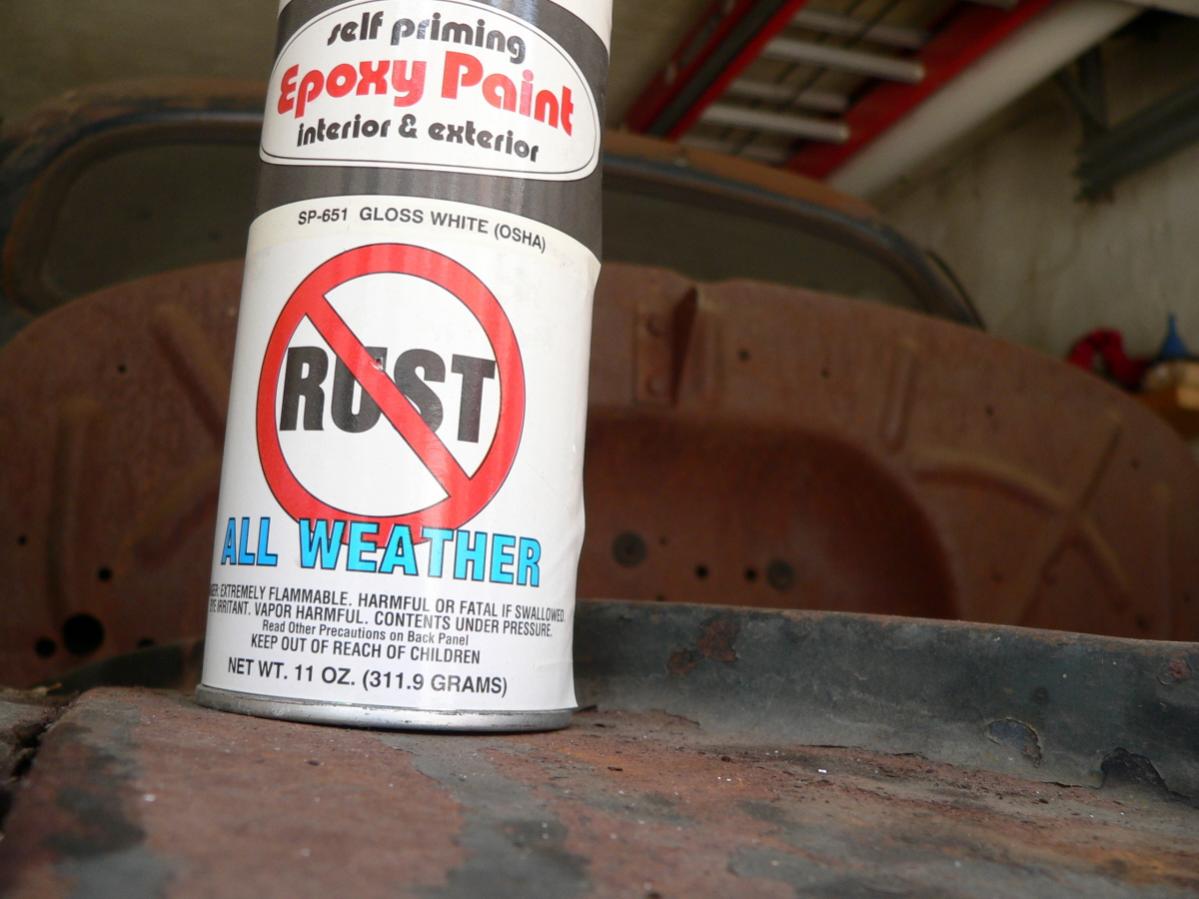 self priming
Epoxy Paint
interior & exterior
SP-651 GLOSS WHITE (OSHA)
RUST
ALL WEATHER
EXTREMELY FLAMMABLE. HARMFUL OR FATAL IF SWALLOWED.
IRRITANT. VAPOR HARMFUL. CONTENTS UNDER PRESSURE.
Read Other Precautions on Back Panel
KEEP OUT OF REACH OF CHILDREN
NET WT. 11 OZ. (311.9 GRAMS)